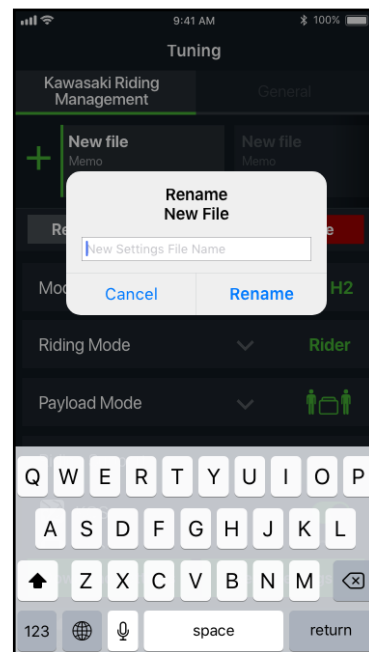 9:41 AM
100%
Tuning
Kawasaki Riding
Management
General
New file
Memo
New file
Memo
Rename
New File
New Settings File Name
Cancel
Rename
H2
Riding Mode
Rider
Payload Mode
Q W E R T Y U I O P
A S D F G H J K L
Z X C V B N M
123
space
return